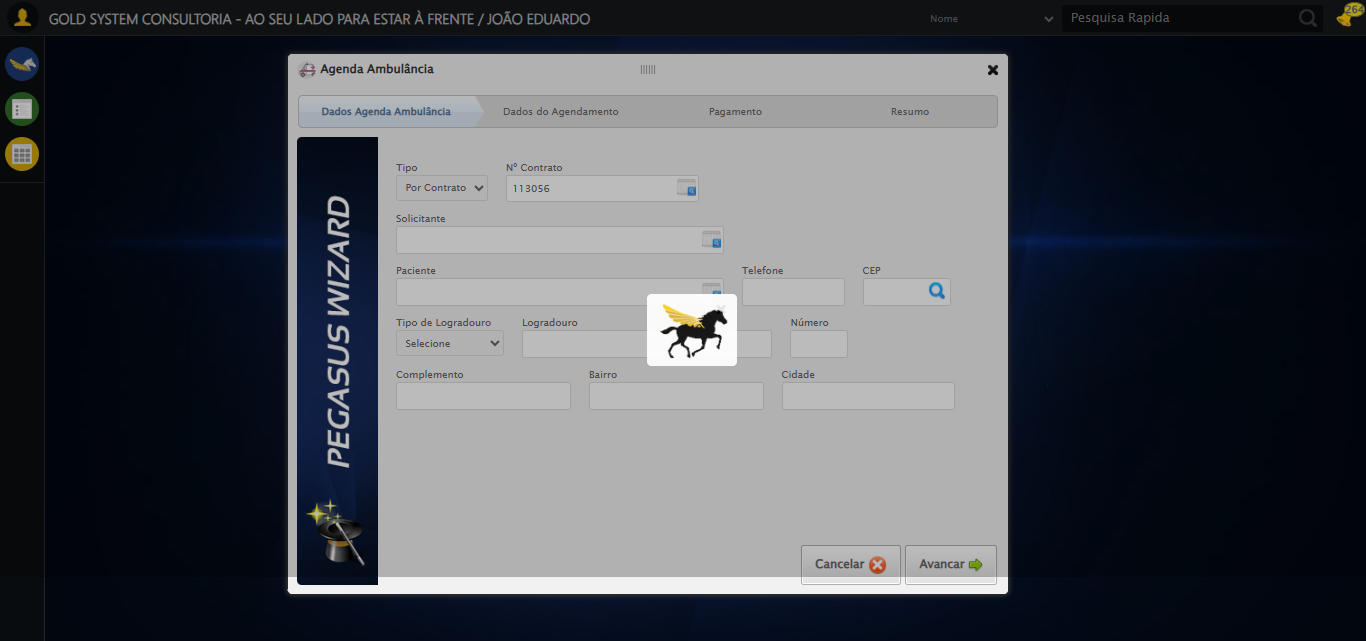 GOLD SYSTEM CONSULTORIA - AO SEU LADO PARA ESTAR À FRENTE / JOÃO EDUARDO
Nome
Pesquisa Rapida
264
Agenda Ambulância
Dados Agenda Ambulância
Dados do Agendamento
Pagamento
Resumo
PEGASUS WIZARD
Tipo
Nº Contrato
Por Contrato
113056
Solicitante
Paciente
Telefone
CEP
Tipo de Logradouro
Logradouro
Número
Selecione
Complemento
Bairro
Cidade
Cancelar
Avancar